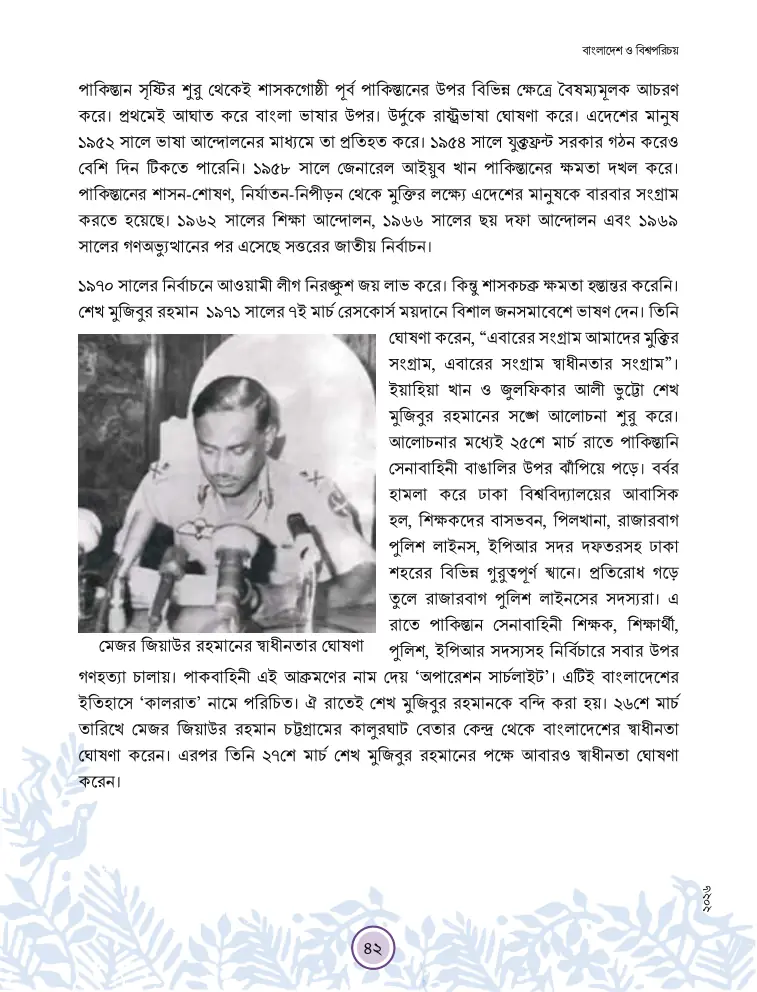 বাংলাদেশ ও বিশ্বপরিচয়
পাকিস্তান সৃষ্টির শুরু থেকেই শাসকগোষ্ঠী পূর্ব পাকিস্তানের উপর বিভিন্ন ক্ষেত্রে বৈষম্যমূলক আচরণ
করে। প্রথমেই আঘাত করে বাংলা ভাষার উপর। উর্দুকে রাষ্ট্রভাষা ঘোষণা করে। এদেশের মানুষ
১৯৫২ সালে ভাষা আন্দোলনের মাধ্যমে তা প্রতিহত করে। ১৯৫৪ সালে যুক্তফ্রন্ট সরকার গঠন করেও
বেশি দিন টিকতে পারেনি। ১৯৫৮ সালে জেনারেল আইয়ুব খান পাকিস্তানের ক্ষমতা দখল করে।
পাকিস্তানের শাসন-শোষণ, নির্যাতন-নিপীড়ন থেকে মুক্তির লক্ষ্যে এদেশের মানুষকে বারবার সংগ্রাম
করতে হয়েছে। ১৯৬২ সালের শিক্ষা আন্দোলন, ১৯৬৬ সালের ছয় দফা আন্দোলন এবং ১৯৬৯
সালের গণঅভ্যুত্থানের পর এসেছে সত্তরের জাতীয় নির্বাচন।
১৯৭০ সালের নির্বাচনে আওয়ামী লীগ নিরঙ্কুশ জয় লাভ করে। কিন্তু শাসকচক্র ক্ষমতা হস্তান্তর করেনি।
শেখ মুজিবুর রহমান ১৯৭১ সালের ৭ই মার্চ রেসকোর্স ময়দানে বিশাল জনসমাবেশে ভাষণ দেন। তিনি
ঘোষণা করেন, “এবারের সংগ্রাম আমাদের মুক্তির
সংগ্রাম, এবারের সংগ্রাম স্বাধীনতার সংগ্রাম”।
ইয়াহিয়া খান ও জুলফিকার আলী ভুট্টো শেখ
মুজিবুর রহমানের সঙ্গে আলোচনা শুরু করে।
আলোচনার মধ্যেই ২৫শে মার্চ রাতে পাকিস্তানি
সেনাবাহিনী বাঙালির উপর ঝাঁপিয়ে পড়ে। বর্বর
হামলা করে ঢাকা বিশ্ববিদ্যালয়ের আবাসিক
হল, শিক্ষকদের বাসভবন, পিলখানা, রাজারবাগ
পুলিশ লাইনস, ইপিআর সদর দফতরসহ ঢাকা
শহরের বিভিন্ন গুরুত্বপূর্ণ স্থানে। প্রতিরোধ গড়ে
তুলে রাজারবাগ পুলিশ লাইনসের সদস্যরা। এ
রাতে পাকিস্তান সেনাবাহিনী শিক্ষক, শিক্ষার্থী,
পুলিশ, ইপিআর সদস্যসহ নির্বিচারে সবার উপর
মেজর জিয়াউর রহমানের স্বাধীনতার ঘোষণা
গণহত্যা চালায়। পাকবাহিনী এই আক্রমণের নাম দেয় ‘অপারেশন সার্চলাইট’। এটিই বাংলাদেশের
ইতিহাসে ‘কালরাত’ নামে পরিচিত। ঐ রাতেই শেখ মুজিবুর রহমানকে বন্দি করা হয়। ২৬শে মার্চ
তারিখে মেজর জিয়াউর রহমান চট্টগ্রামের কালুরঘাট বেতার কেন্দ্র থেকে বাংলাদেশের স্বাধীনতা
ঘোষণা করেন। এরপর তিনি ২৭শে মার্চ শেখ মুজিবুর রহমানের পক্ষে আবারও স্বাধীনতা ঘোষণা
করেন।
২০২৬
৪২